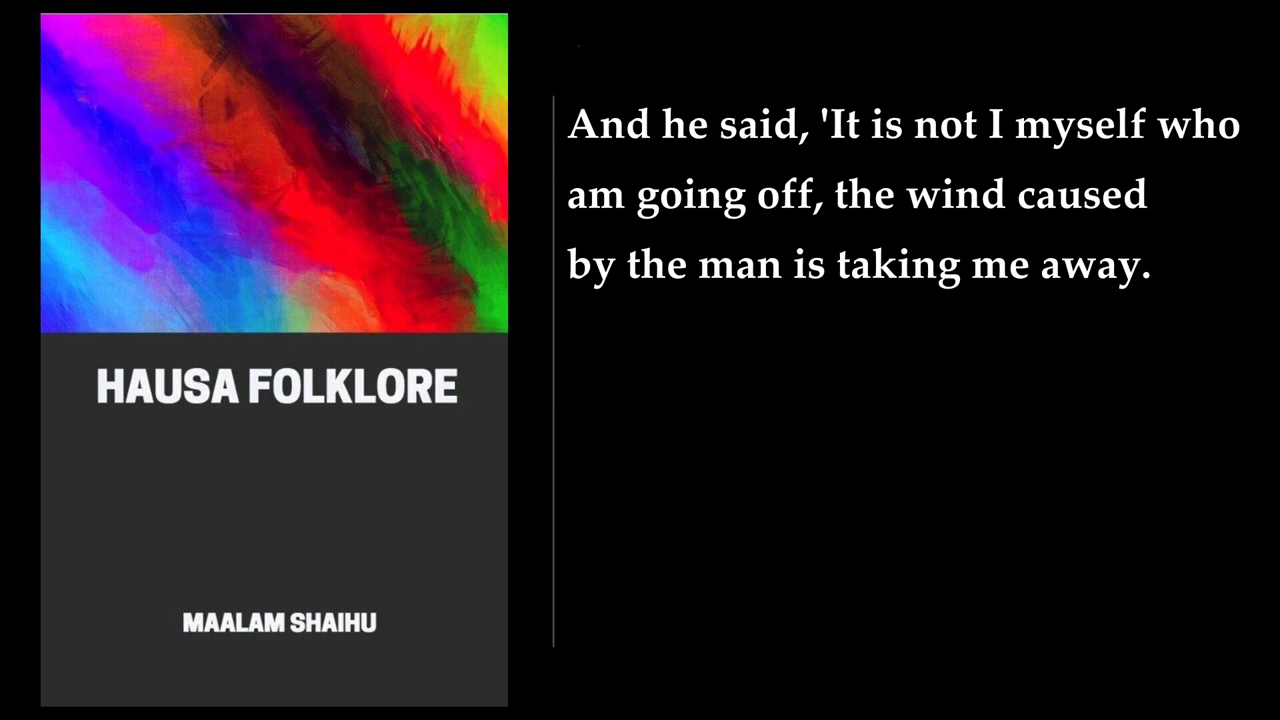 HAUSA FOLKLORE
MAALAM SHAIHU
And he said, 'It is not I myself who
am going off, the wind caused
by the man is taking me away.